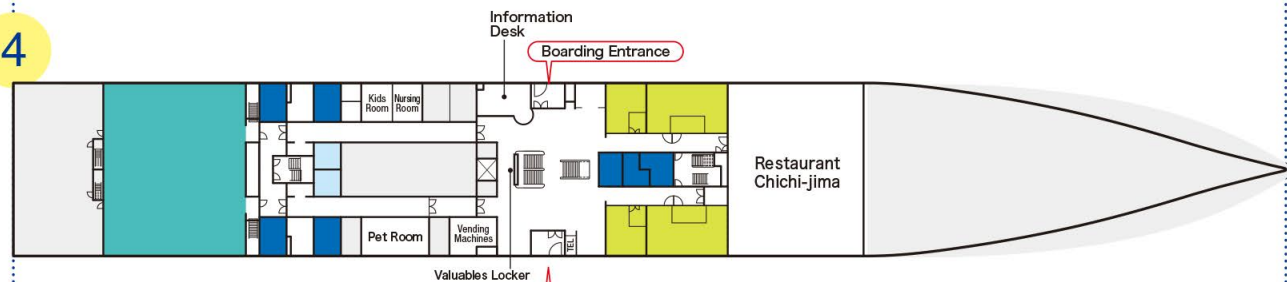 4
Information
Desk
Boarding Entrance
Kids
Room
Nursing
Room
Restaurant
Chichi-jima
Pet Room
Vending
Machines
TEL
Valuables Locker